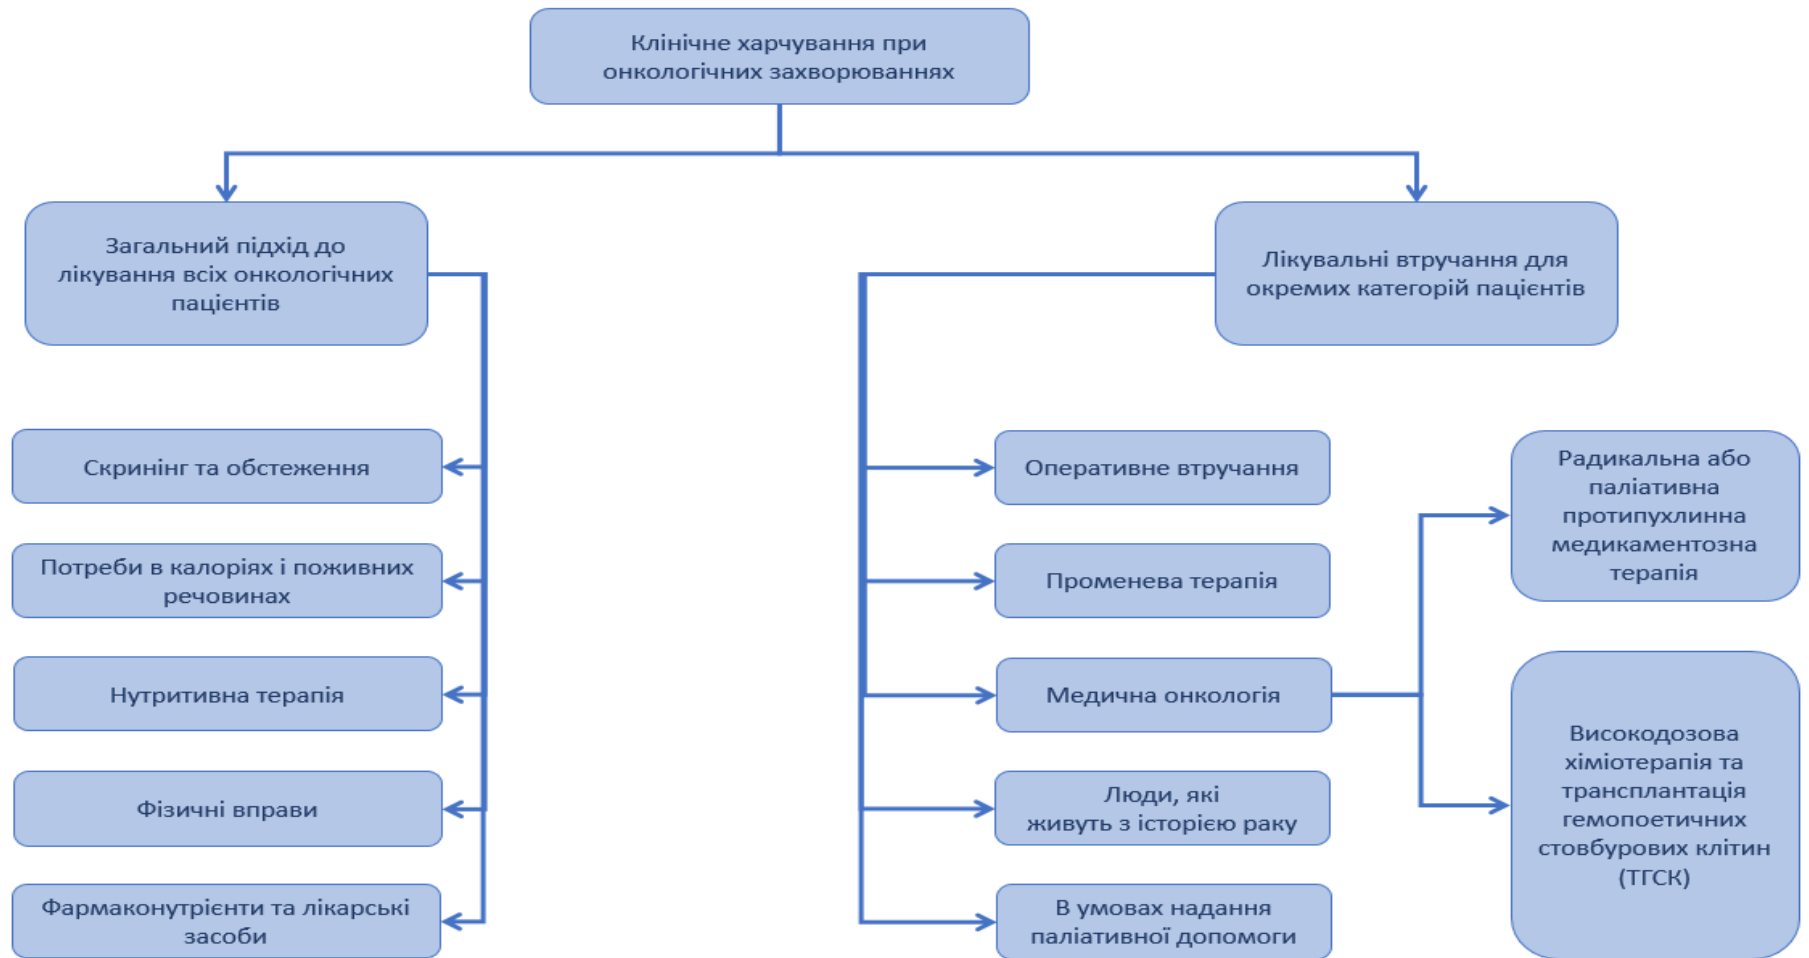 Клінічне харчування при
онкологічних захворюваннях
Загальний підхід до
лікування всіх онкологічних
пацієнтів
Лікувальні втручання для
окремих категорій пацієнтів
Скринінг та обстеження
Потреби в калоріях і поживних
речовинах
Нутритивна терапія
Фізичні вправи
Фармаконутрієнти та лікарські
засоби
Оперативне втручання
Променева терапія
Медична онкологія
Люди, які
живуть з історією раку
В умовах надання
паліативної допомоги
Радикальна або
паліативна
протипухлинна
медикаментозна
терапія
Високодозова
хіміотерапія та
трансплантація
гемопоетичних
стовбурових клітин
(ТГСК)